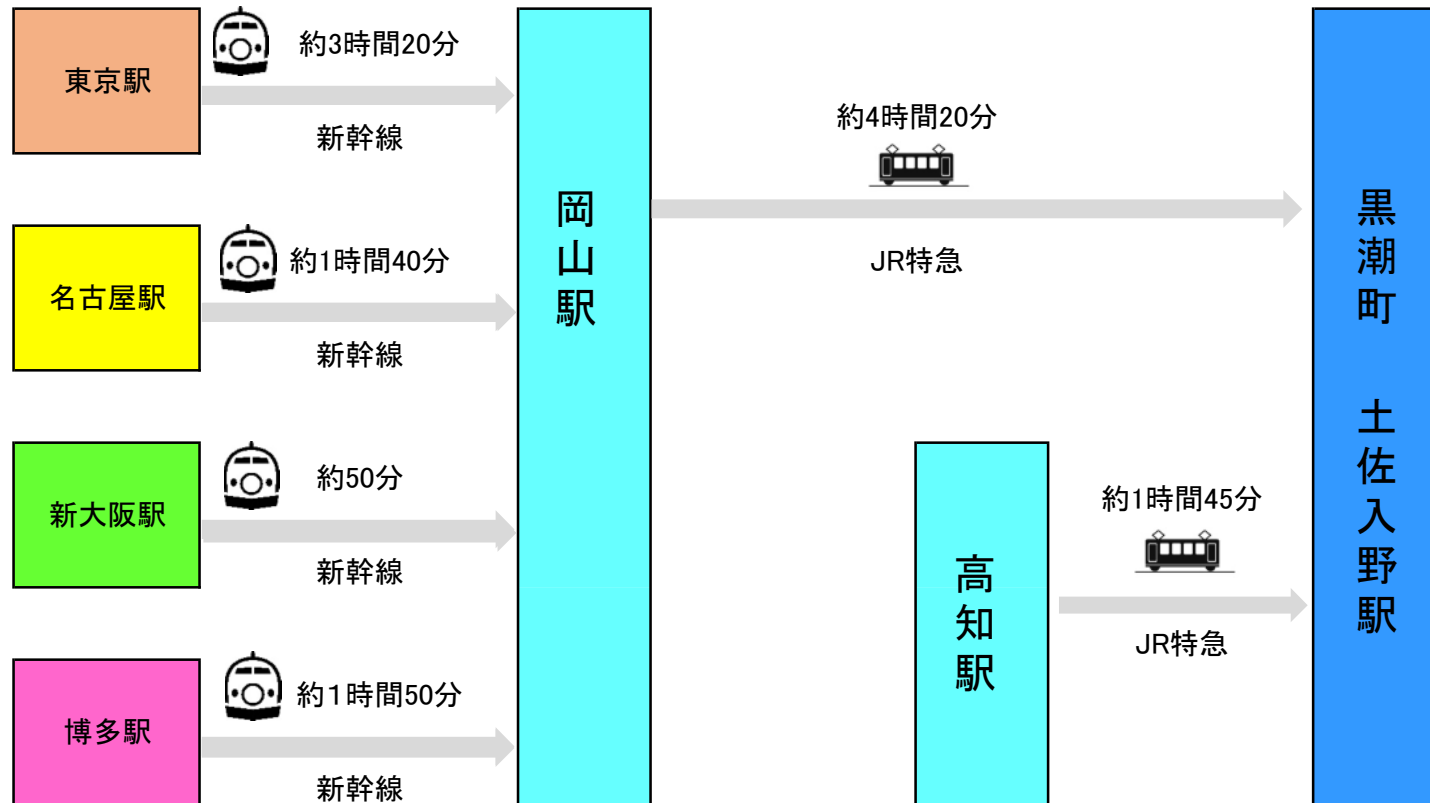 東京駅
約3時間20分
新幹線
名古屋駅
約1時間40分
新幹線
新大阪駅
約50分
新幹線
博多駅
約１時間50分
新幹線
岡山駅
約4時間20分
JR特急
高知駅
約1時間45分
JR特急
黒潮町　土佐入野駅